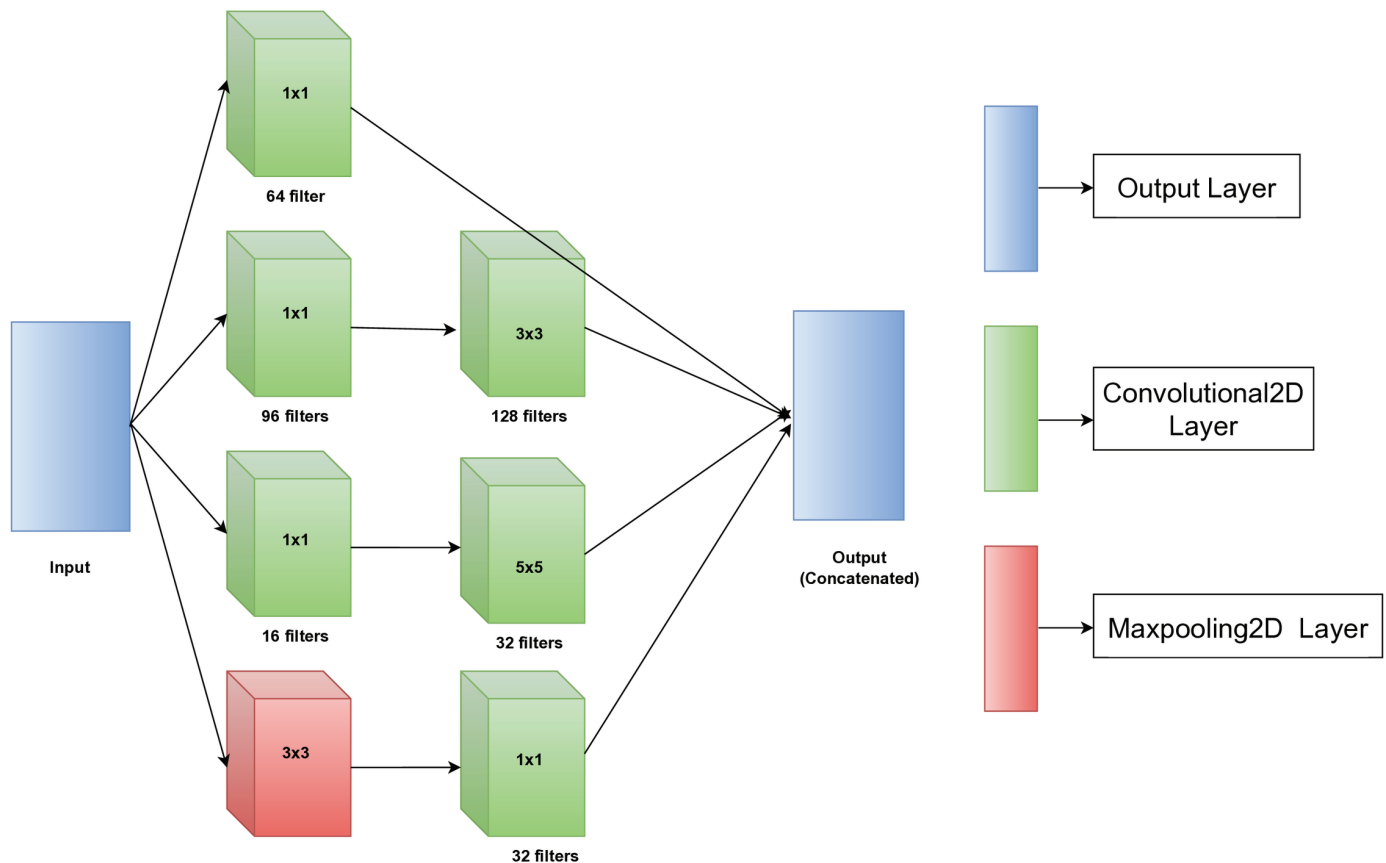 1x1
64 filter
1x1
96 filters
3x3
128 filters
1x1
16 filters
5x5
32 filters
3x3
1x1
32 filters
Input
Output
(Concatenated)
Output Layer
Convolutional2D
Layer
Maxpooling2D Layer